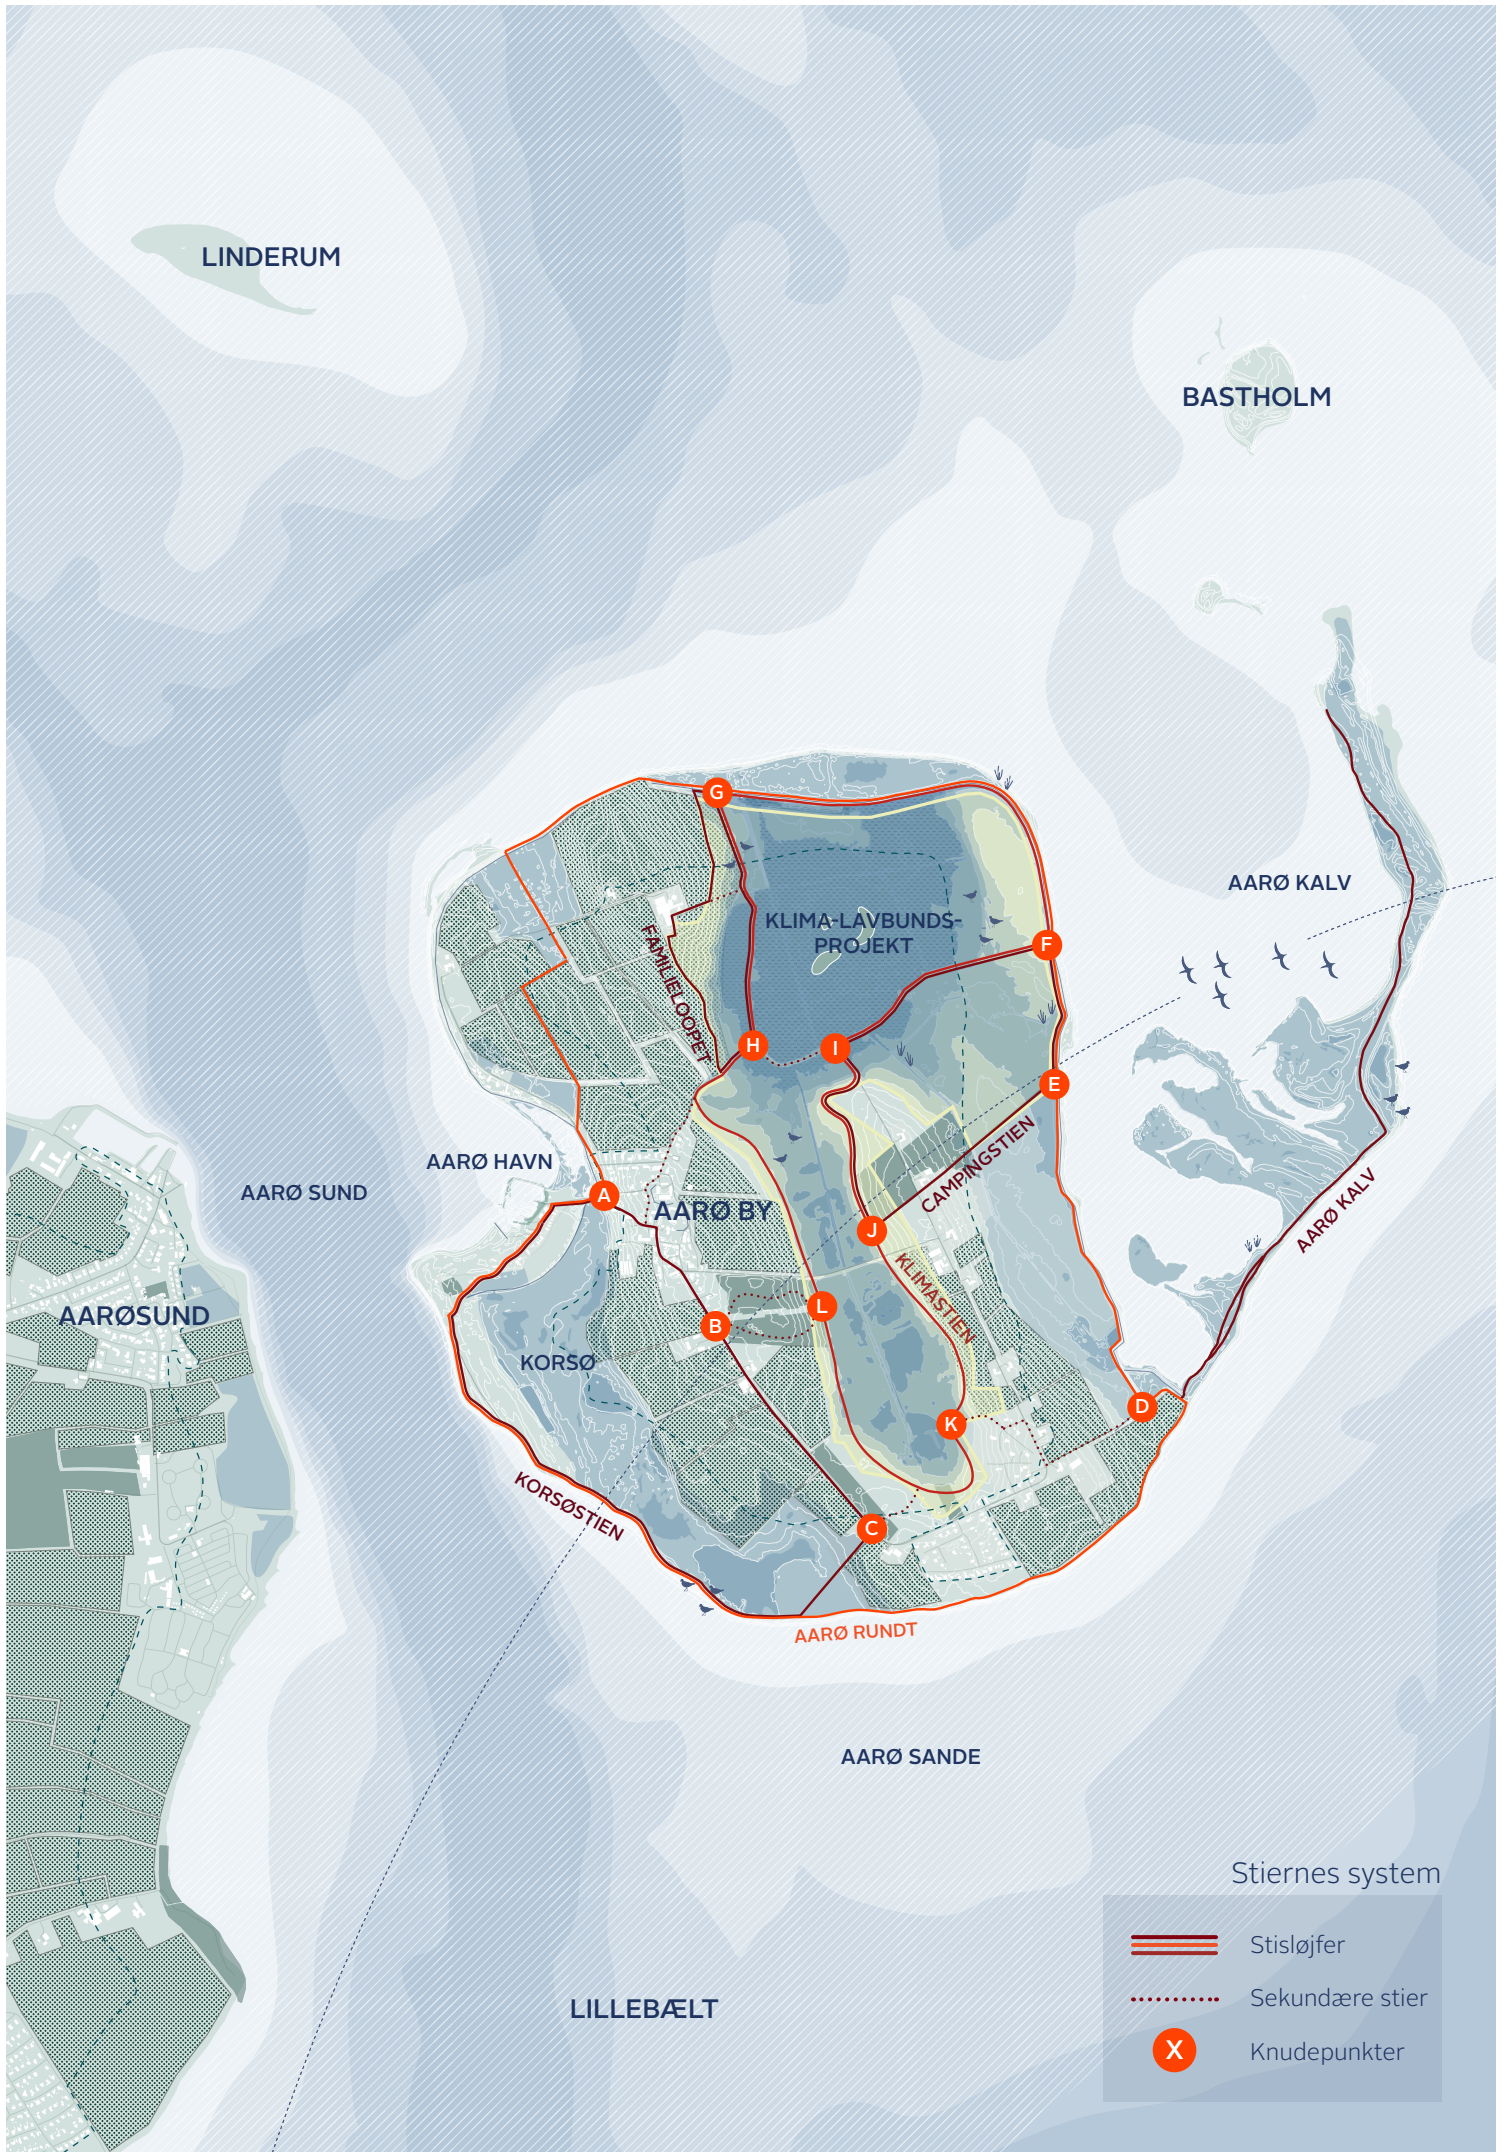 LINDERUM
BASTHOLM
G
KLIMA-LAVBUNDS-
PROJEKT
AARØ KALV
F
FAMILIELOOPET
H
I
E
AARØ HAVN
AARØ SUND
A
AARØ BY
CAMPINGSTIEN
J
AARØ KALV
KLIMASTIEN
AARØSUND
L
B
KORSØ
D
K
KORSØSTIEN
C
AARØ RUNDT
AARØ SANDE
LILLEBÆLT
Stiernes system
Stisløjfer
Sekundære stier
X
Knudepunkter